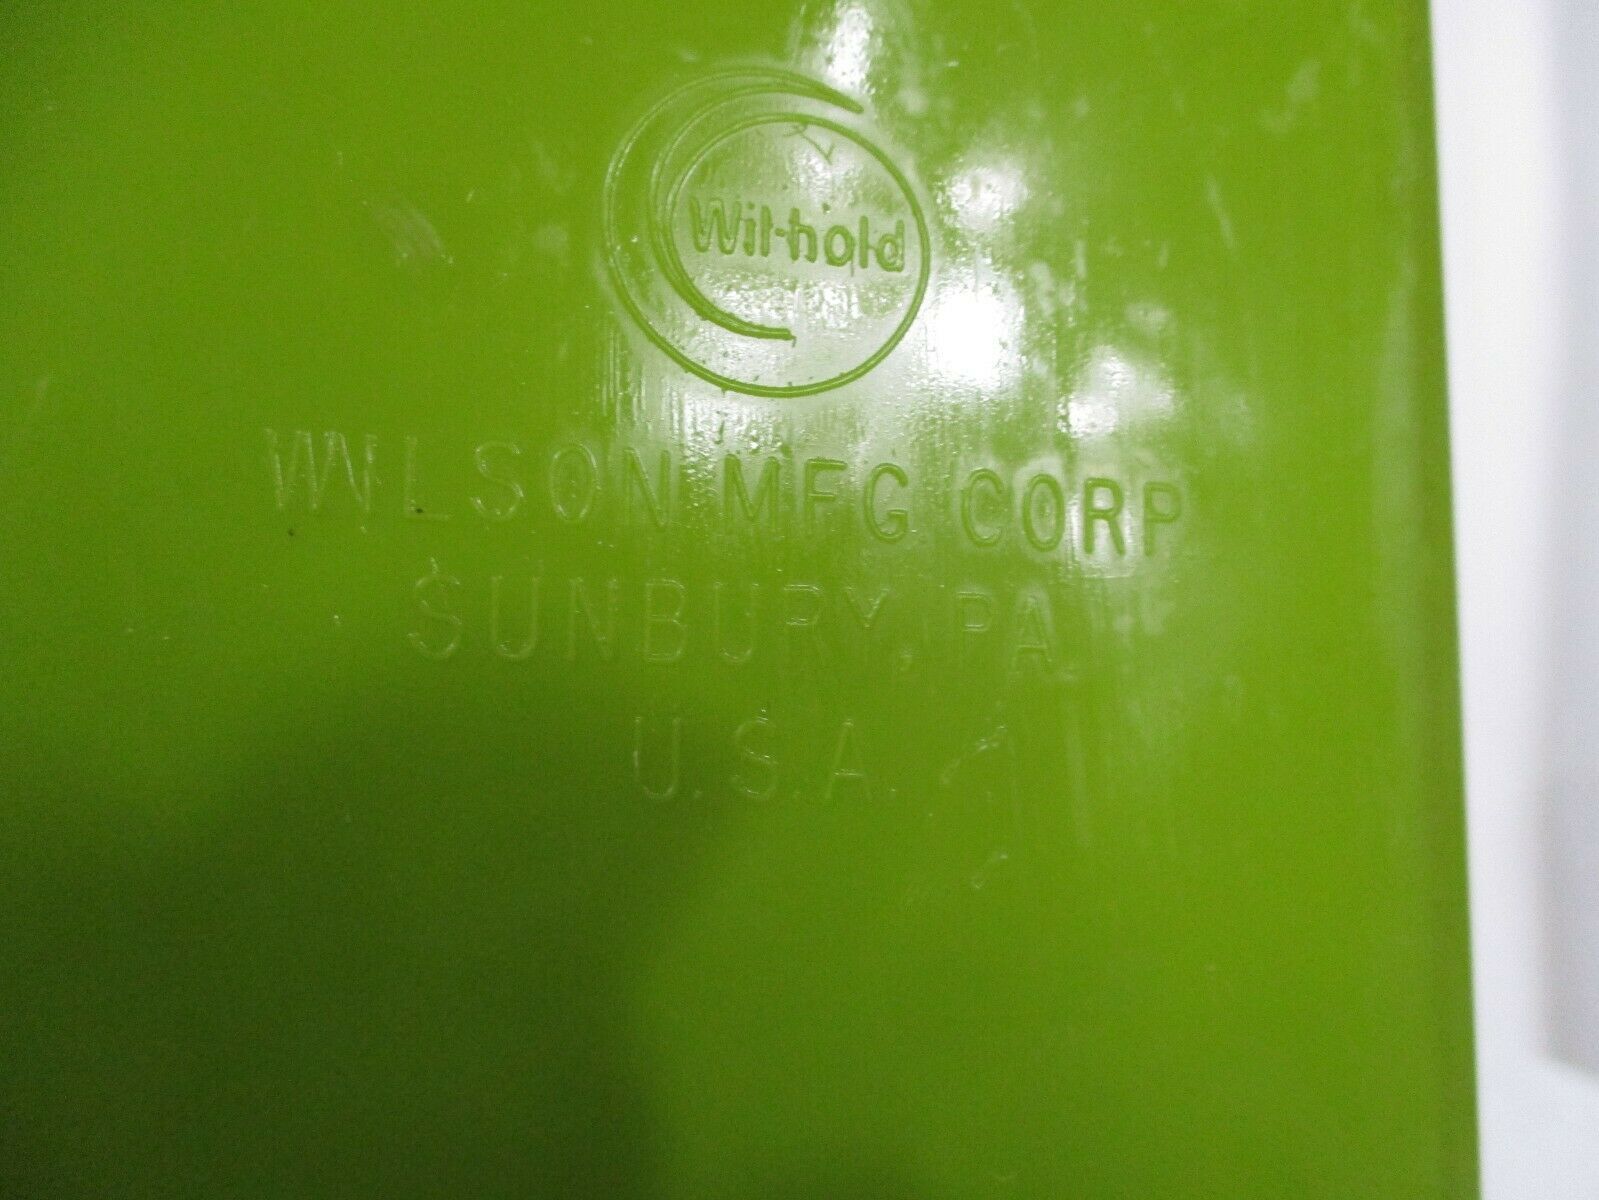 Wil-hold
WILSON MFG CORP
SUNBURY, PA.
U.S.A.